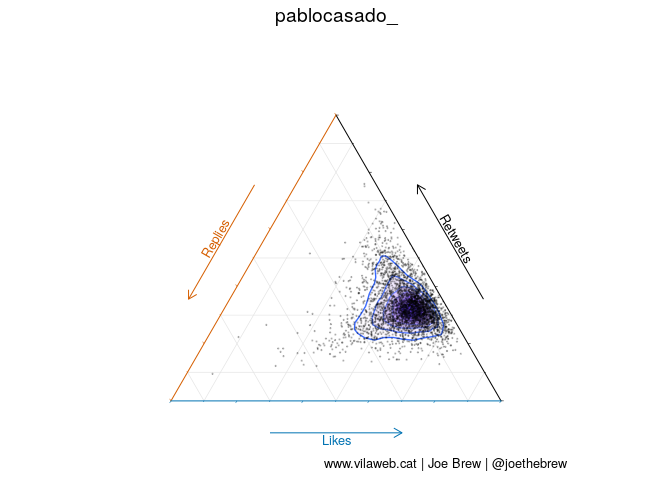 pablocasado_
Replies
Retweets
Likes
www.vilaweb.cat | Joe Brew | @joethebrew